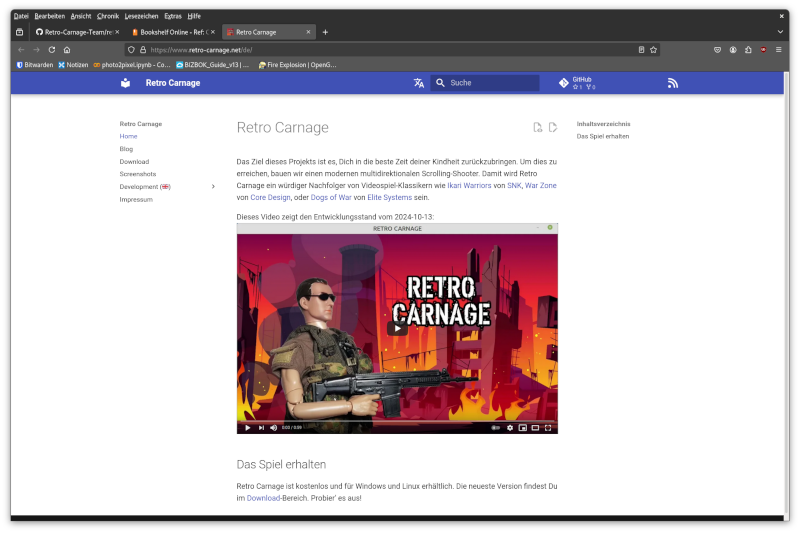 Datei Bearbeiten Ansicht Chronik Lesezeichen Extras Hilfe
Retro-Carnage-Team/re
Bookshelf Online - Ref: C
Retro Carnage
https://www.retro-carnage.net/de/
Bitwarden Notizen photo2pixel.ipynb - Co… BIZBOK_Guide_v13 |… Fire Explosion | OpenG…
Retro Carnage
Suche
GitHub
1 0
Retro Carnage
Home
Blog
Download
Screenshots
Development ( )
Impressum
Retro Carnage
Das Ziel dieses Projekts ist es, Dich in die beste Zeit deiner Kindheit zurückzubringen. Um dies zu
erreichen, bauen wir einen modernen multidirektionalen Scrolling-Shooter. Damit wird Retro
Carnage ein würdiger Nachfolger von Videospiel-Klassikern wie Ikari Warriors von SNK, War Zone
von Core Design, oder Dogs of War von Elite Systems sein.
Dieses Video zeigt den Entwicklungsstand vom 2024-10-13:
RETRO CARNAGE
RETRO
CARNAGE
0:03 / 0:59
Das Spiel erhalten
Retro Carnage ist kostenlos und für Windows und Linux erhältlich. Die neueste Version findest Du
im Download-Bereich. Probier' es aus!
Inhaltsverzeichnis
Das Spiel erhalten